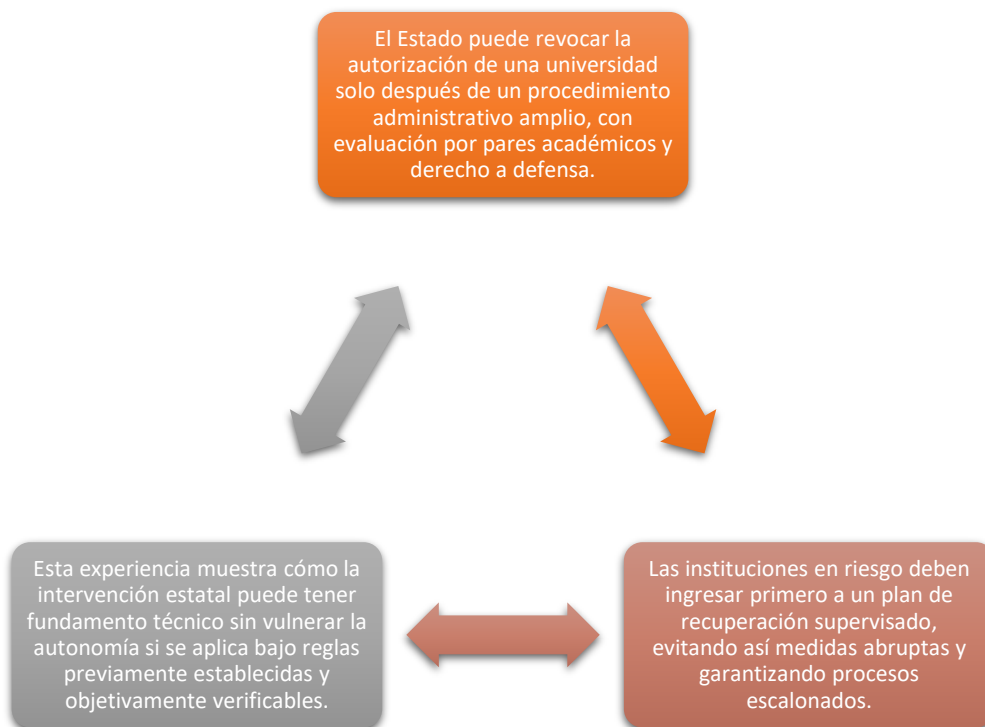 El Estado puede revocar la
autorización de una universidad
solo después de un procedimiento
administrativo amplio, con
evaluación por pares académicos y
derecho a defensa.
Esta experiencia muestra cómo la
intervención estatal puede tener
fundamento técnico sin vulnerar la
autonomía si se aplica bajo reglas
previamente establecidas y
objetivamente verificables.
Las instituciones en riesgo deben
ingresar primero a un plan de
recuperación supervisado,
evitando así medidas abruptas y
garantizando procesos
escalonados.